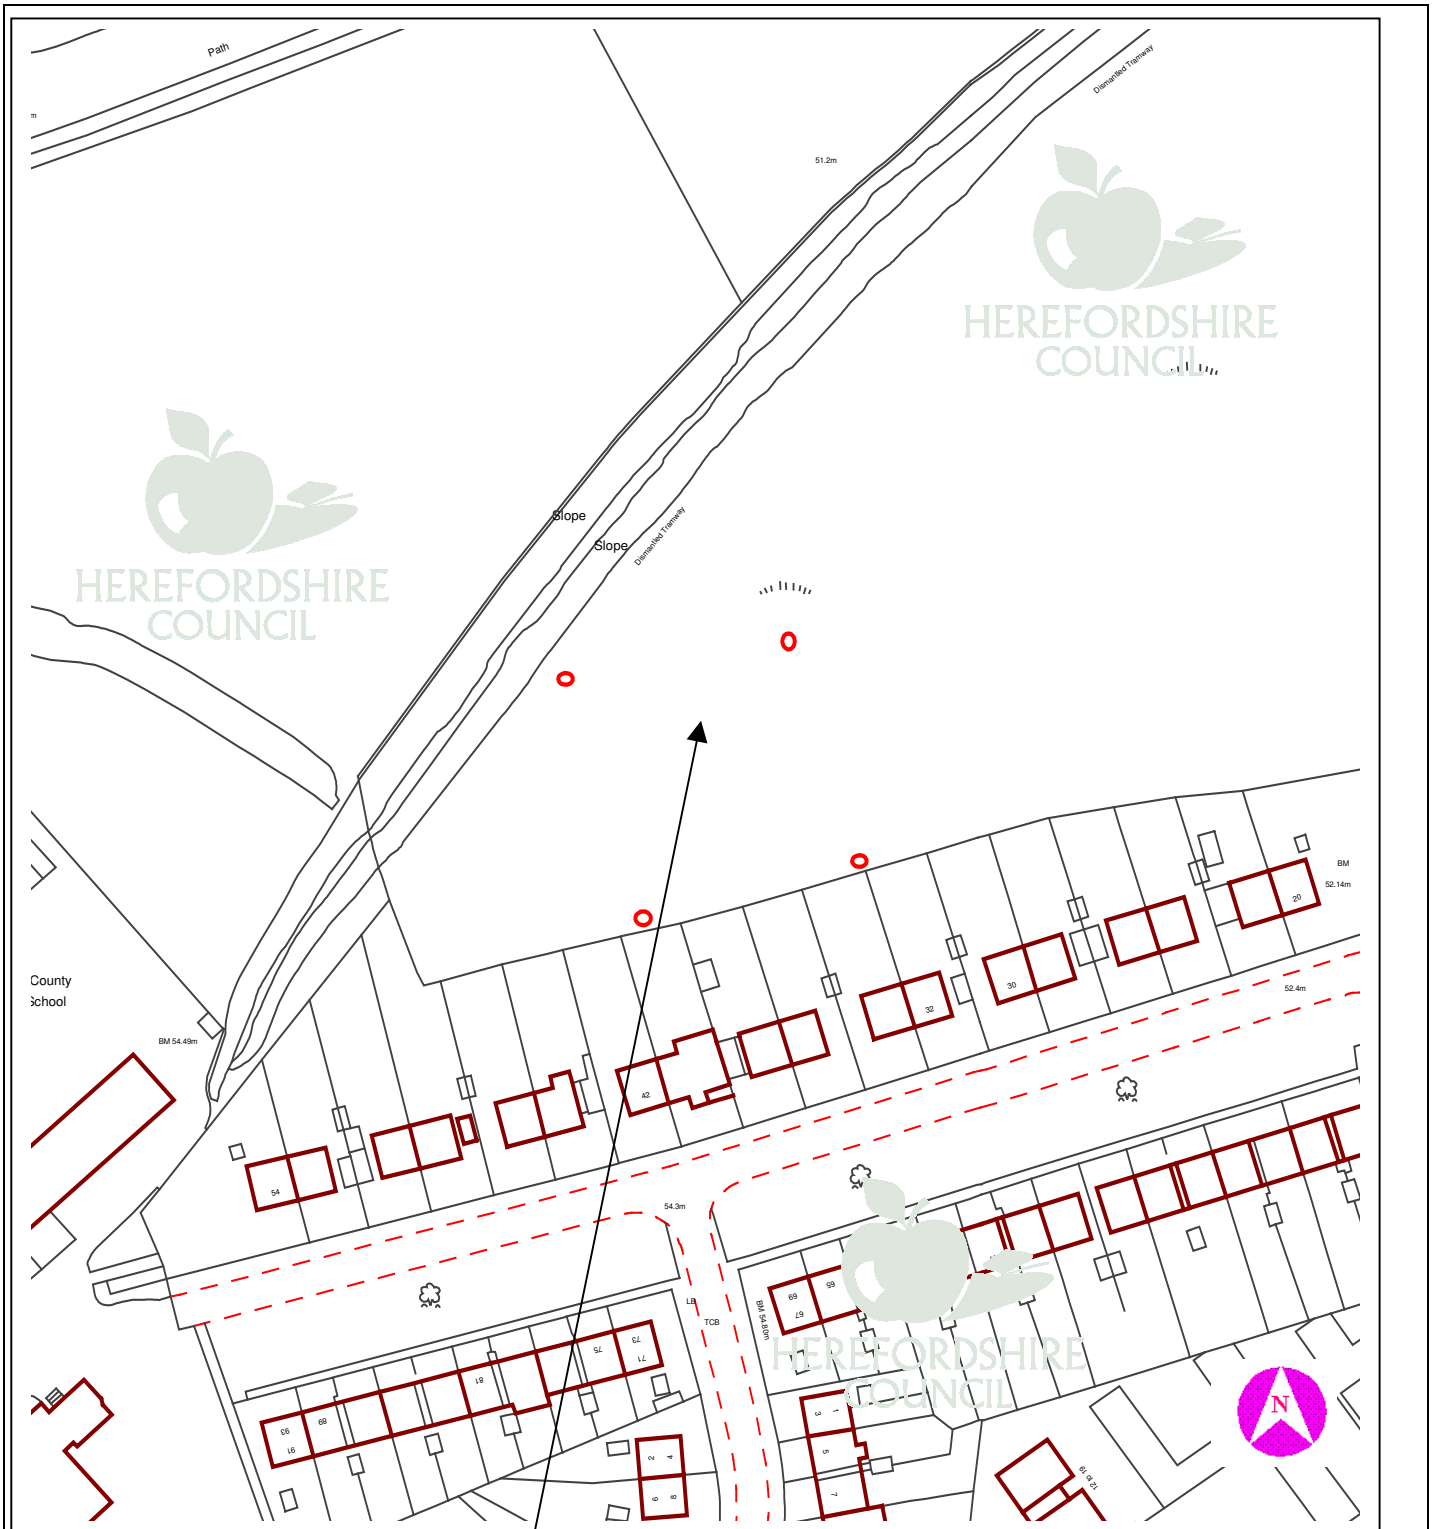 Path
m
Dismantled Tramway
51.2m
HEREFORDSHIRE
COUNCIL
HEREFORDSHIRE
COUNCIL
Slope
Slope
Dismantled Tramway
BM
52.14m
20
County
School
30
52.4m
32
BM 54.49m
42
54
54.3m
LB
TCB
BM 54.80m
65
69
67
HEREFORDSHIRE
COUNCIL
73
71
75
81
89
93
91
N
1
3
5
7
2
4
6
8
12 to 19